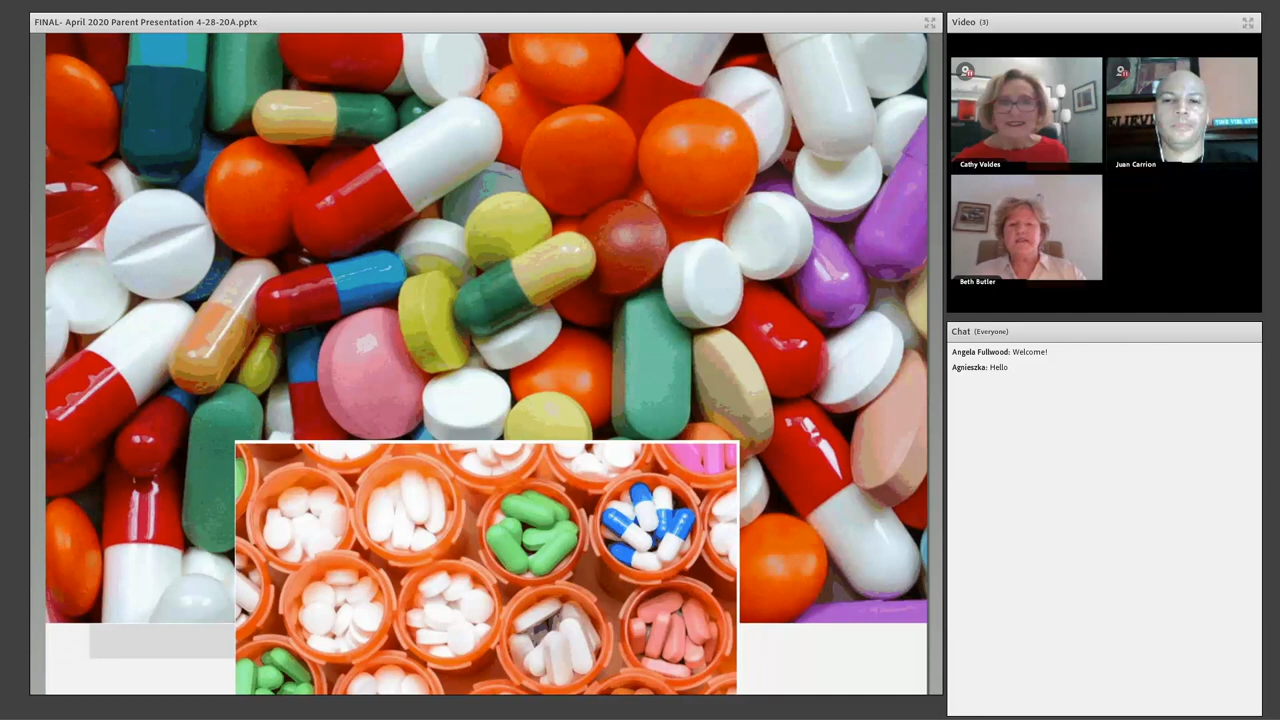 FINAL- April 2020 Parent Presentation 4-28-20A.pptx
Video (3)
Cathy Valdes
Juan Carrion
Beth Butler
Chat (Everyone)
Angela Fullwood: Welcome!
Agnieszka: Hello